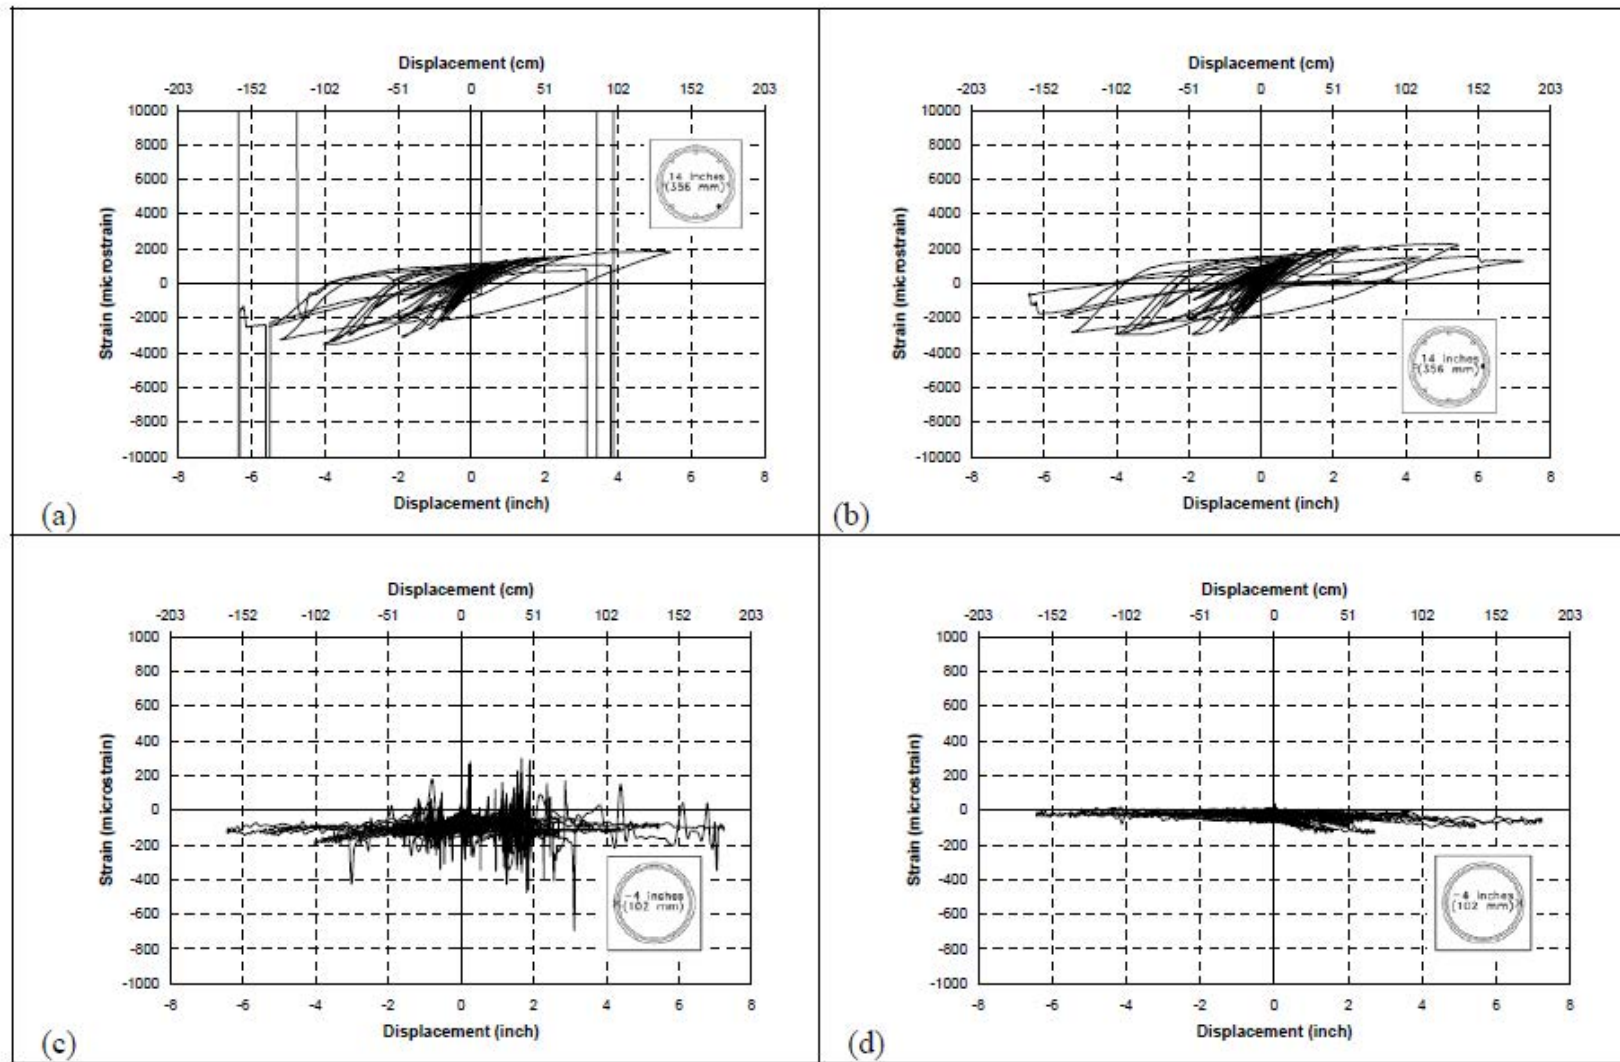 Displacement (cm)
-203 -152 -102 -51 0 51 102 152 203
10000
8000
6000
4000
2000
0
-2000
-4000
-6000
-8000
-10000
Strain (microstrain)
14 inches
(356 mm)
-8 -6 -4 -2 0 2 4 6 8
Displacement (inch)
(a)
Displacement (cm)
-203 -152 -102 -51 0 51 102 152 203
10000
8000
6000
4000
2000
0
-2000
-4000
-6000
-8000
-10000
Strain (microstrain)
14 inches
(356 mm)
-8 -6 -4 -2 0 2 4 6 8
Displacement (inch)
(b)
Displacement (cm)
-203 -152 -102 -51 0 51 102 152 203
1000
800
600
400
200
0
-200
-400
-600
-800
-1000
Strain (microstrain)
-4 inches
(102 mm)
-8 -6 -4 -2 0 2 4 6 8
Displacement (inch)
(c)
Displacement (cm)
-203 -152 -102 -51 0 51 102 152 203
1000
800
600
400
200
0
-200
-400
-600
-800
-1000
Strain (microstrain)
-4 inches
(102 mm)
-8 -6 -4 -2 0 2 4 6 8
Displacement (inch)
(d)